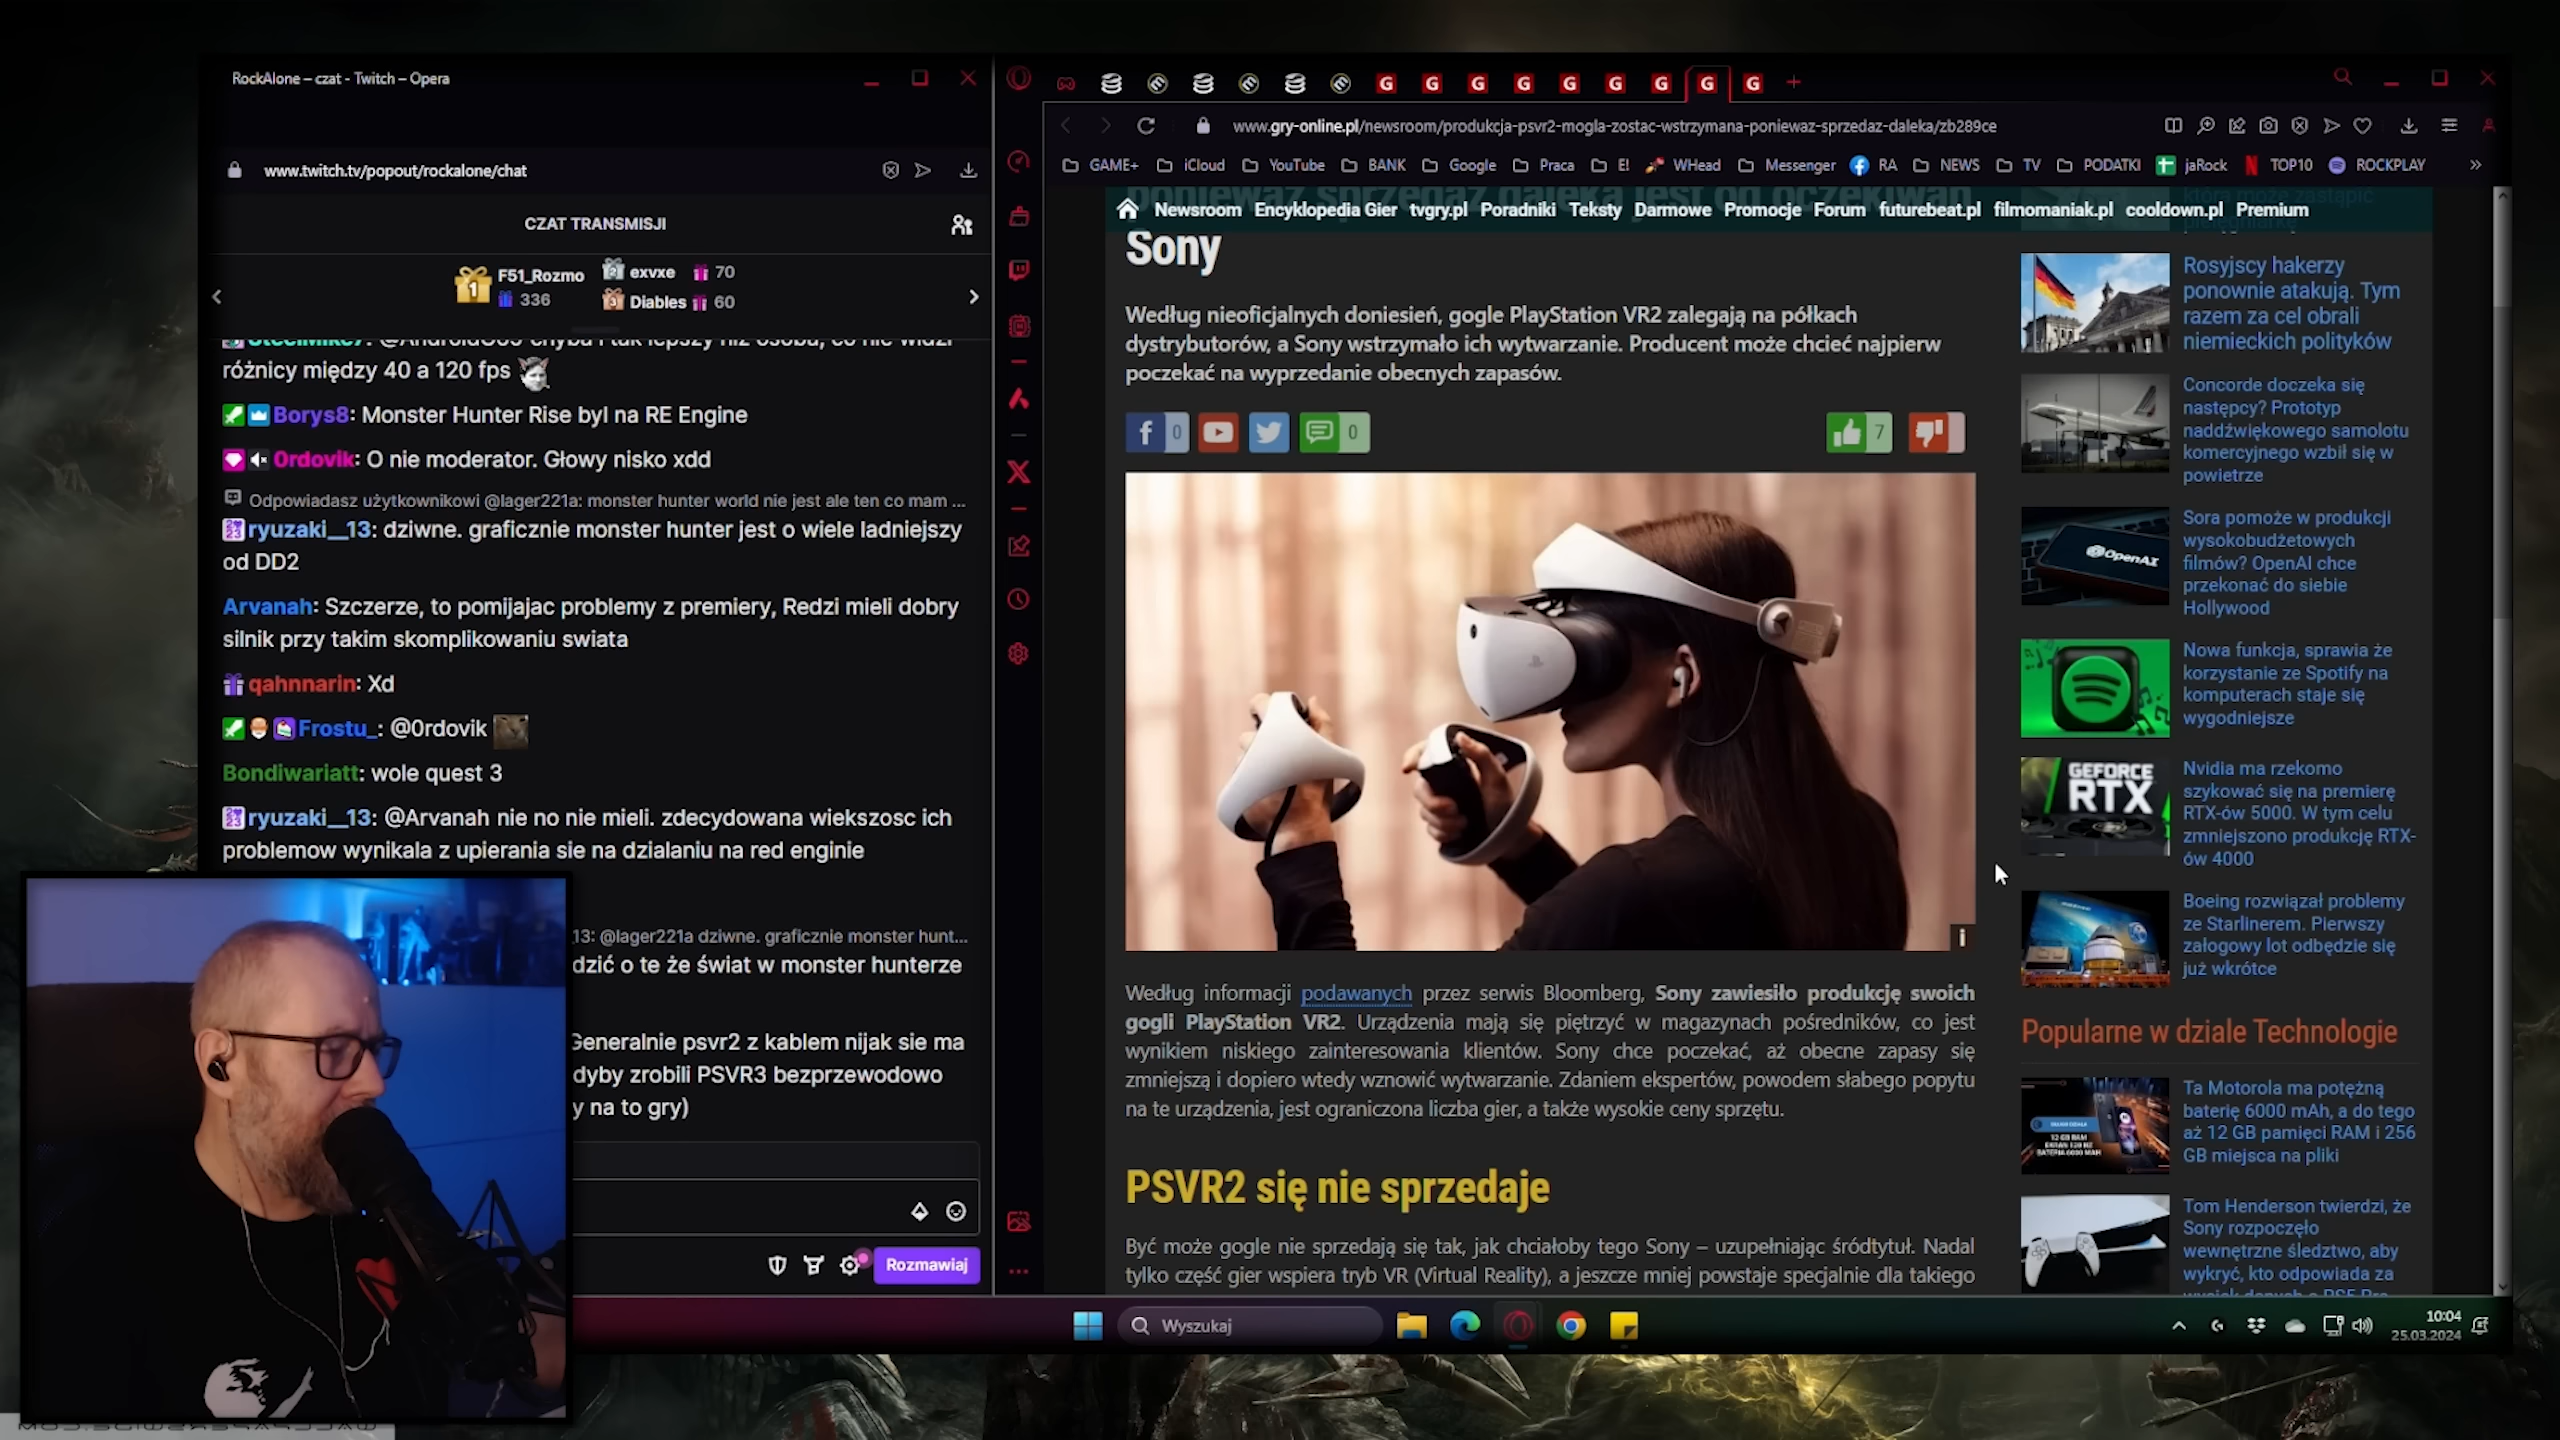 RockAlone – czat - Twitch – Opera
www.twitch.tv/popout/rockalone/chat
CZAT TRANSMISJI
1 F51_Rozmo 336
2 exvxe 70
3 Diables 60
różnicy między 40 a 120 fps
Borys8: Monster Hunter Rise byl na RE Engine
0rdovik: O nie moderator. Głowy nisko xdd
Odpowiadasz użytkownikowi @lager221a: monster hunter world nie jest ale ten co mam ...
ryuzaki__13: dziwne. graficznie monster hunter jest o wiele ladniejszy
od DD2
Arvanah: Szczerze, to pomijajac problemy z premiery, Redzi mieli dobry
silnik przy takim skomplikowaniu swiata
qahnnarin: Xd
Frostu_: @0rdovik
Bondiwariatt: wole quest 3
ryuzaki__13: @Arvanah nie no nie mieli. zdecydowana wiekszosc ich
problemow wynikala z upierania sie na dzialaniu na red enginie
13: @lager221a dziwne. graficznie monster hunt...
dzić o te że świat w monster hunterze
Generalnie psvr2 z kablem nijak sie ma
dyby zrobili PSVR3 bezprzewodowo
y na to gry)
Rozmawiaj
www.gry-online.pl/newsroom/produkcja-psvr2-mogla-zostac-wstrzymana-poniewaz-sprzedaz-daleka/zb289ce
GAME+ iCloud YouTube BANK Google Praca E! WHead Messenger RA NEWS TV PODATKI jaRock TOP10 ROCKPLAY »
ponieważ sprzedaż daleka jest od oczekiwań
Newsroom Encyklopedia Gier tvgry.pl Poradniki Teksty Darmowe Promocje Forum futurebeat.pl filmomaniak.pl cooldown.pl Premium
Sony
Według nieoficjalnych doniesień, gogle PlayStation VR2 zalegają na półkach
dystrybutorów, a Sony wstrzymało ich wytwarzanie. Producent może chcieć najpierw
poczekać na wyprzedanie obecnych zapasów.
0 0 7
i
Według informacji podawanych przez serwis Bloomberg, Sony zawiesiło produkcję swoich
gogli PlayStation VR2. Urządzenia mają się piętrzyć w magazynach pośredników, co jest
wynikiem niskiego zainteresowania klientów. Sony chce poczekać, aż obecne zapasy się
zmniejszą i dopiero wtedy wznowić wytwarzanie. Zdaniem ekspertów, powodem słabego popytu
na te urządzenia, jest ograniczona liczba gier, a także wysokie ceny sprzętu.
PSVR2 się nie sprzedaje
Być może gogle nie sprzedają się tak, jak chciałoby tego Sony – uzupełniając śródtytuł. Nadal
tylko część gier wspiera tryb VR (Virtual Reality), a jeszcze mniej powstaje specjalnie dla takiego
która może zastąpić
pielęgniarkę
Rosyjscy hakerzy
ponownie atakują. Tym
razem za cel obrali
niemieckich polityków
Concorde doczeka się
następcy? Prototyp
naddźwiękowego samolotu
komercyjnego wzbił się w
powietrze
OpenAI
Sora pomoże w produkcji
wysokobudżetowych
filmów? OpenAI chce
przekonać do siebie
Hollywood
Nowa funkcja, sprawia że
korzystanie ze Spotify na
komputerach staje się
wygodniejsze
GEFORCE
RTX
Nvidia ma rzekomo
szykować się na premierę
RTX-ów 5000. W tym celu
zmniejszono produkcję RTX-
ów 4000
Boeing rozwiązał problemy
ze Starlinerem. Pierwszy
załogowy lot odbędzie się
już wkrótce
Popularne w dziale Technologie
Ta Motorola ma potężną
baterię 6000 mAh, a do tego
aż 12 GB pamięci RAM i 256
GB miejsca na pliki
Tom Henderson twierdzi, że
Sony rozpoczęło
wewnętrzne śledztwo, aby
wykryć, kto odpowiada za
Wyszukaj
10:04
25.03.2024